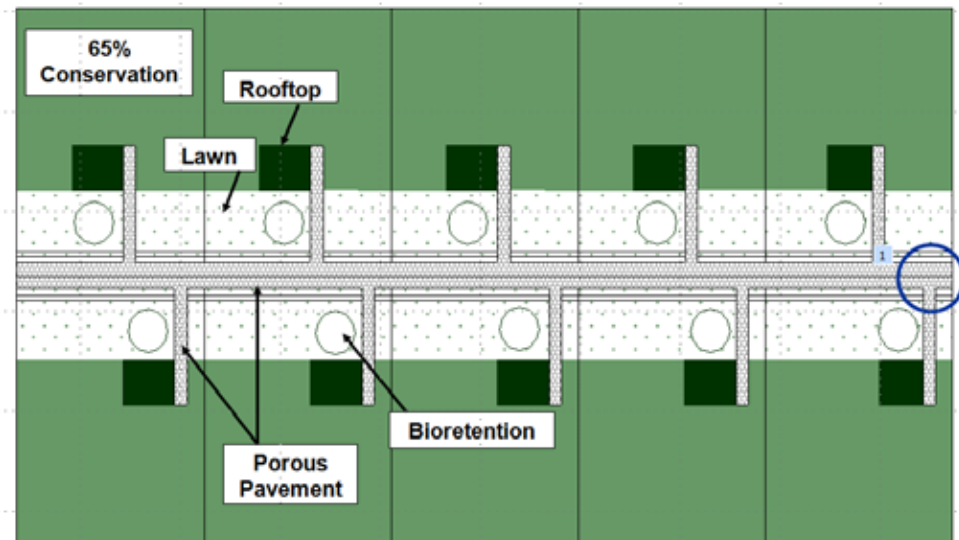 65%
Conservation
Rooftop
Lawn
1
Bioretention
Porous
Pavement